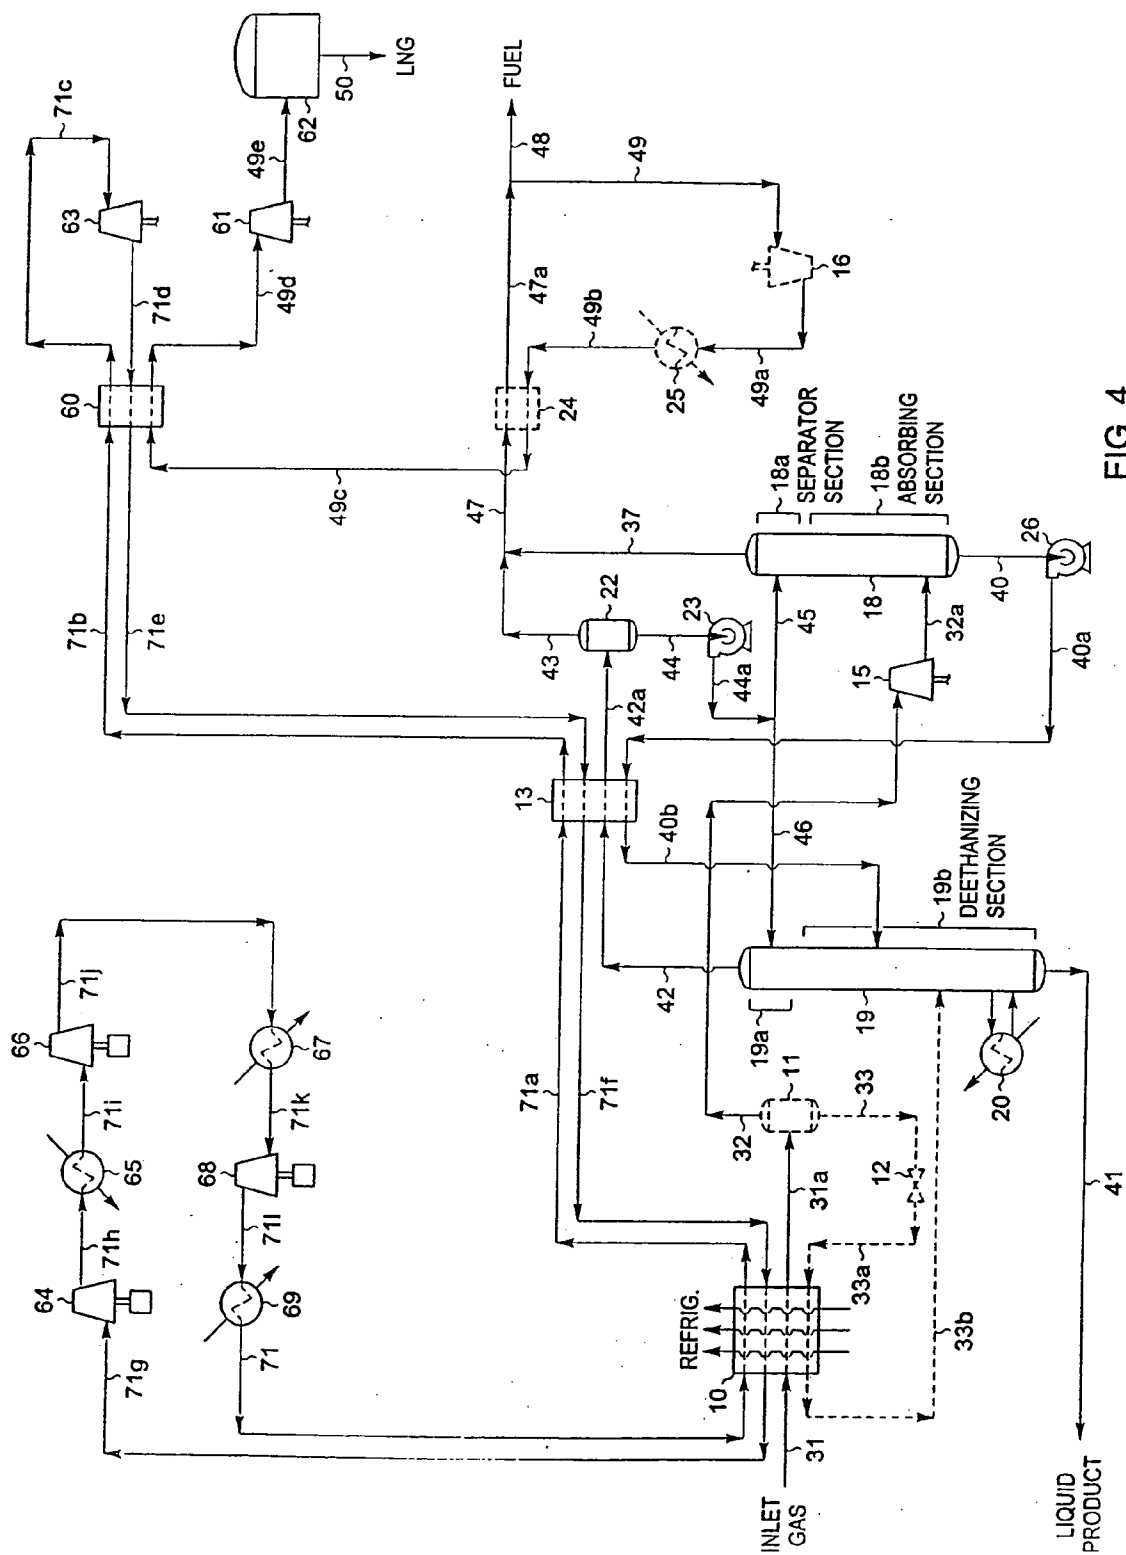 71c
63
71d
60
61
49d
49e
62
50
LNG
71b
71e
49c
FUEL
48
49
47a
47
24
49b
25
49a
16
66
71j
71i
65
71h
64
71g
67
71k
68
71l
69
71
71a
71f
13
42a
43
22
44
23
44a
37
45
18a
SEPARATOR
SECTION
18b
ABSORBING
SECTION
18
15
32a
40
26
40a
42
40b
46
19a
19
19b
DEETHANIZING
SECTION
20
11
32
33
12
31a
33a
33b
REFRIG.
10
31
INLET
GAS
41
LIQUID
PRODUCT
FIG. 4